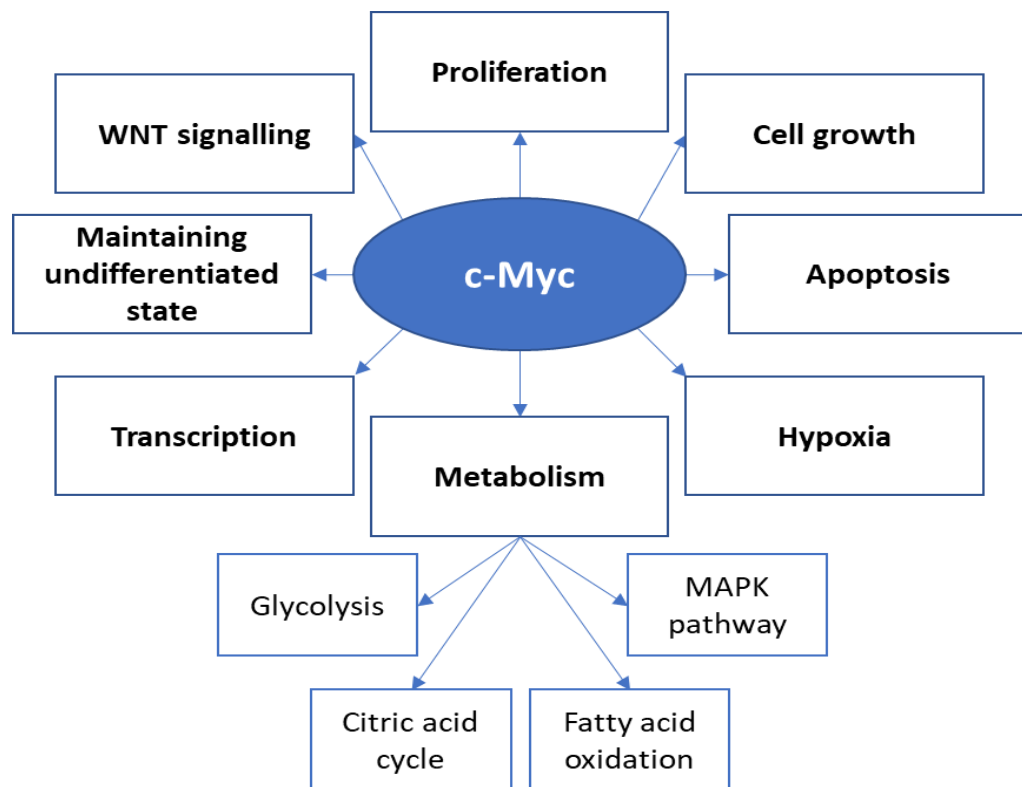 Proliferation
WNT signalling
Cell growth
Maintaining
undifferentiated
state
c-Myc
Apoptosis
Transcription
Metabolism
Hypoxia
Glycolysis
MAPK
pathway
Citric acid
cycle
Fatty acid
oxidation